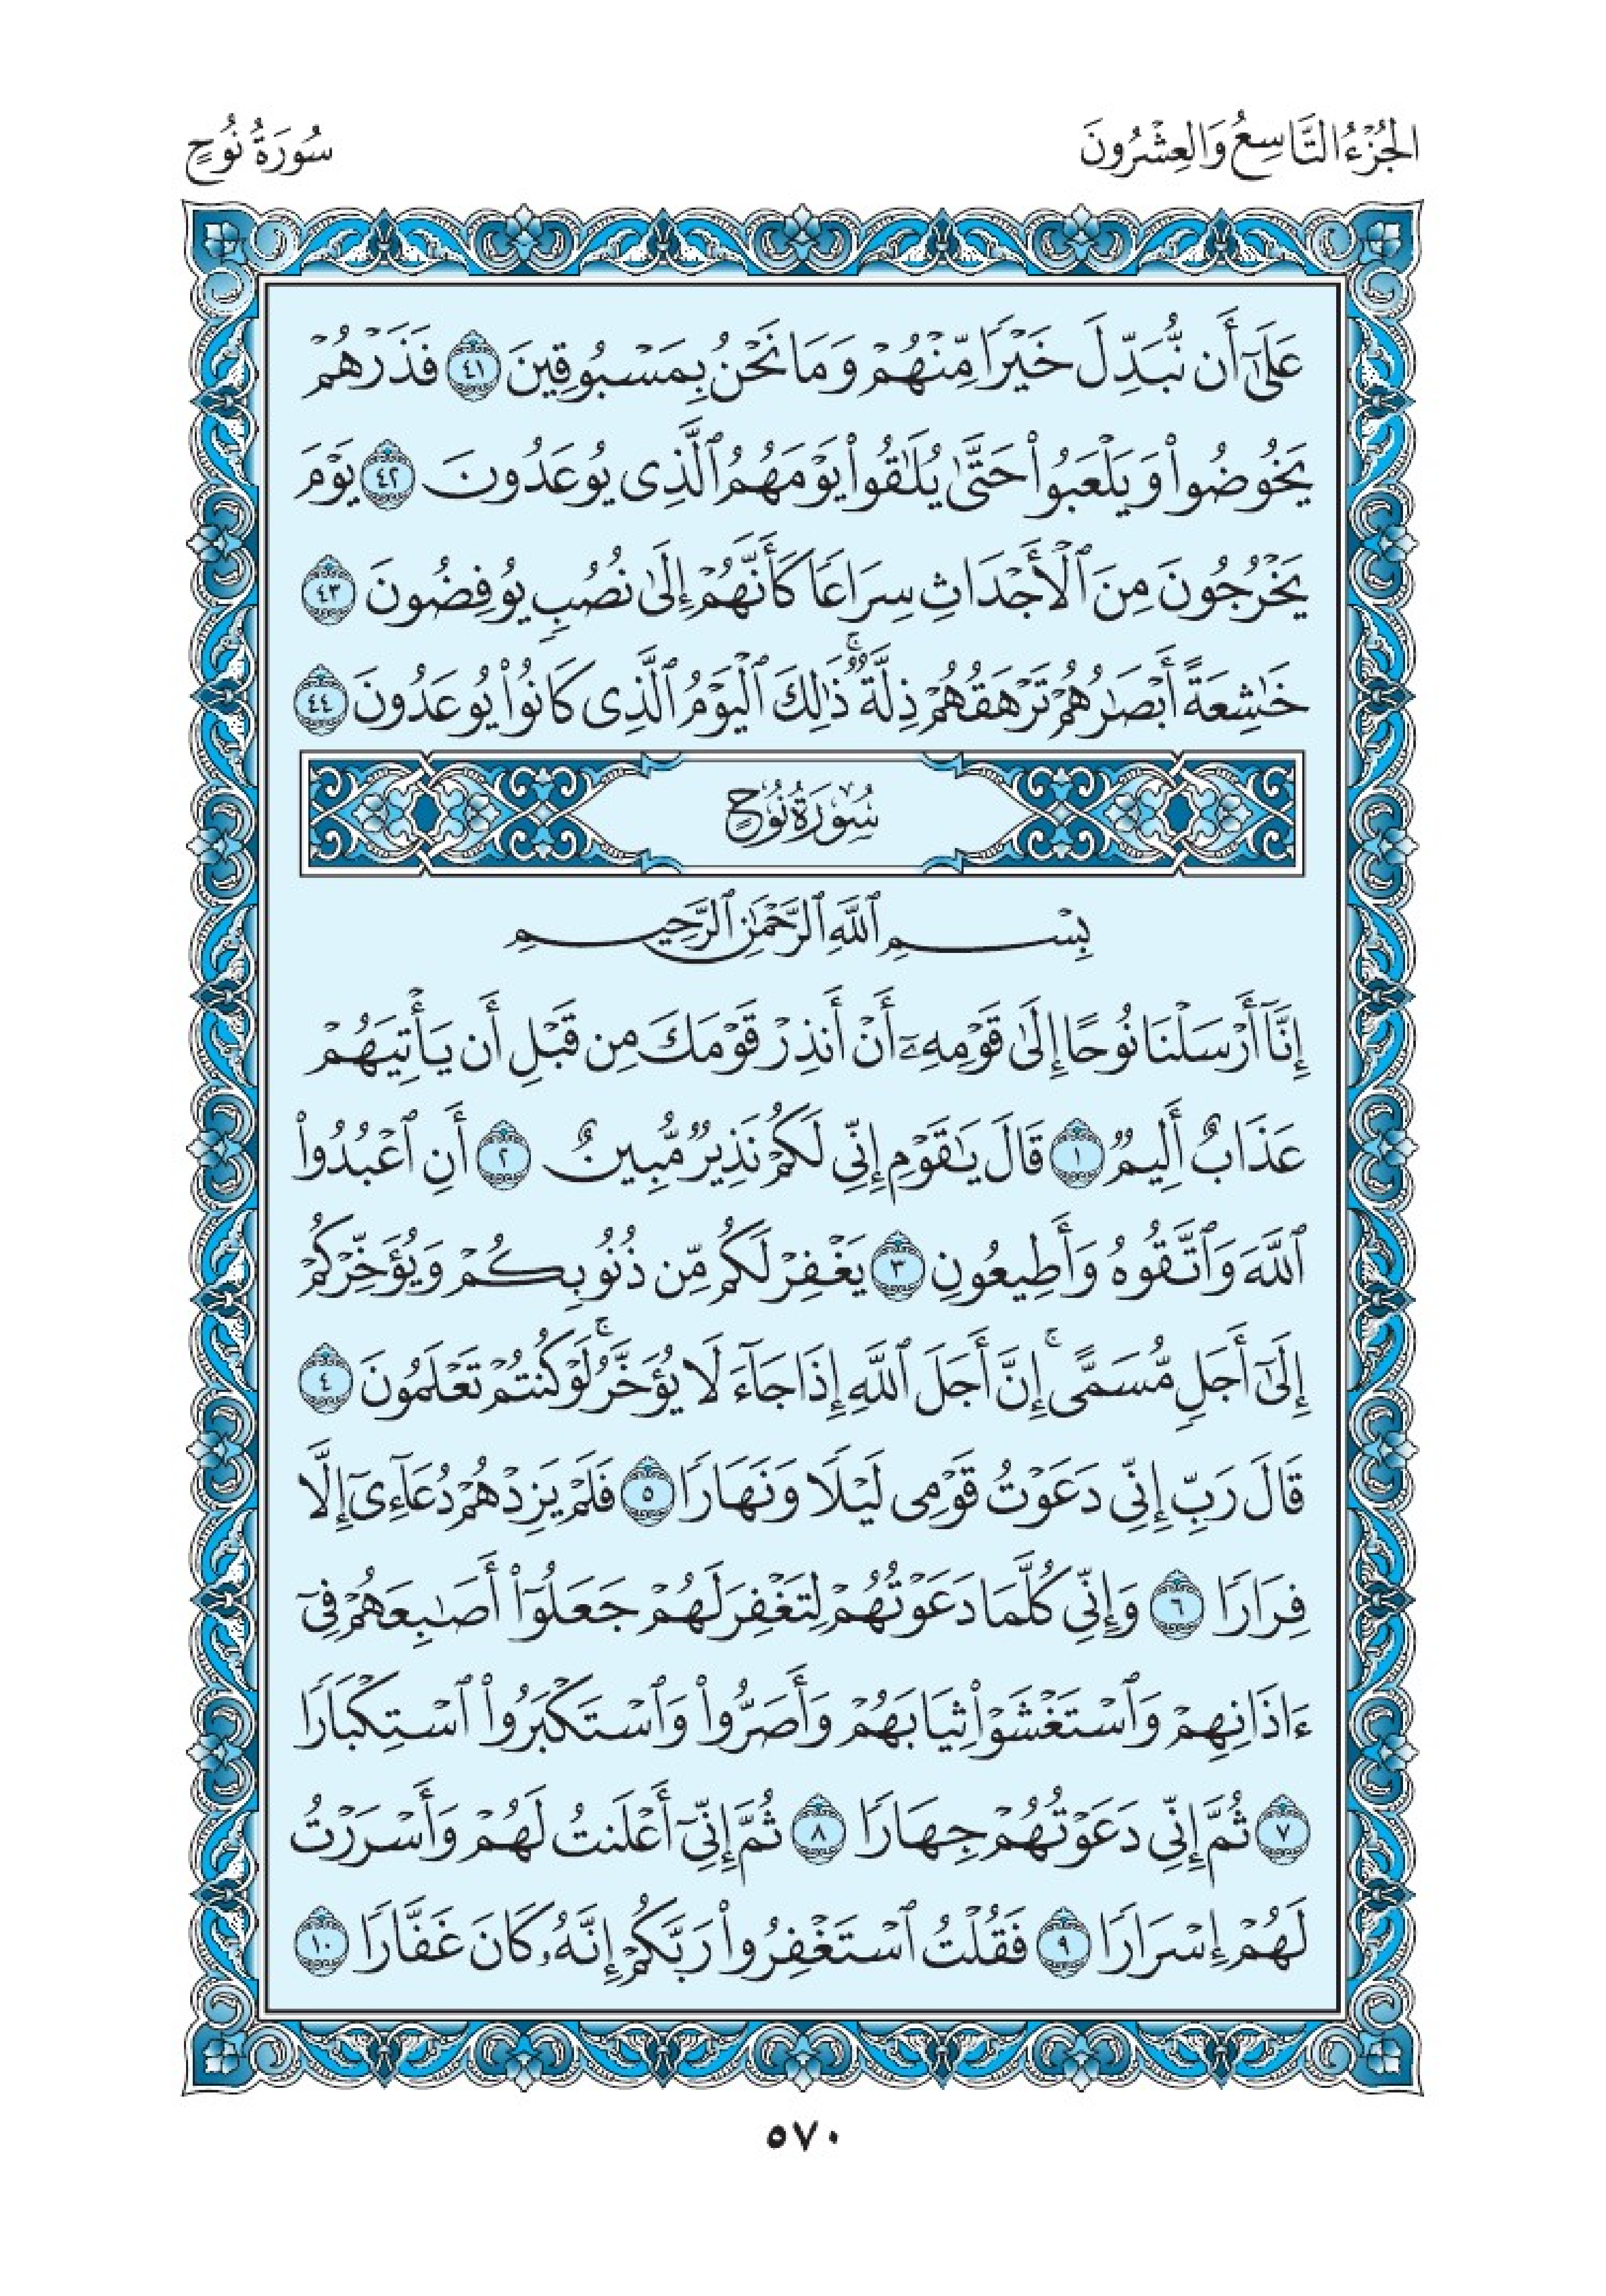 الجُزْءُ التَّاسِعُ وَالعِشْرُونَ
سُورَةُ نُوحٍ
عَلَىٰٓ أَن نُّبَدِّلَ خَيْرًا مِّنْهُمْ وَمَا نَحْنُ بِمَسْبُوقِينَ ٤١ فَذَرْهُمْ
يَخُوضُوا۟ وَيَلْعَبُوا۟ حَتَّىٰ يُلَـٰقُوا۟ يَوْمَهُمُ ٱلَّذِى يُوعَدُونَ ٤٢ يَوْمَ
يَخْرُجُونَ مِنَ ٱلْأَجْدَاثِ سِرَاعًا كَأَنَّهُمْ إِلَىٰ نُصُبٍ يُوفِضُونَ ٤٣
خَـٰشِعَةً أَبْصَـٰرُهُمْ تَرْهَقُهُمْ ذِلَّةٌ ۚ ذَٰلِكَ ٱلْيَوْمُ ٱلَّذِى كَانُوا۟ يُوعَدُونَ ٤٤
سُورَةُ نُوحٍ
بِسْمِ ٱللَّهِ ٱلرَّحْمَـٰنِ ٱلرَّحِيمِ
إِنَّآ أَرْسَلْنَا نُوحًا إِلَىٰ قَوْمِهِۦٓ أَنْ أَنذِرْ قَوْمَكَ مِن قَبْلِ أَن يَأْتِيَهُمْ
عَذَابٌ أَلِيمٌ ١ قَالَ يَـٰقَوْمِ إِنِّى لَكُمْ نَذِيرٌ مُّبِينٌ ٢ أَنِ ٱعْبُدُوا۟
ٱللَّهَ وَٱتَّقُوهُ وَأَطِيعُونِ ٣ يَغْفِرْ لَكُم مِّن ذُنُوبِكُمْ وَيُؤَخِّرْكُمْ
إِلَىٰٓ أَجَلٍ مُّسَمًّى ۚ إِنَّ أَجَلَ ٱللَّهِ إِذَا جَآءَ لَا يُؤَخَّرُ ۖ لَوْ كُنتُمْ تَعْلَمُونَ ٤
قَالَ رَبِّ إِنِّى دَعَوْتُ قَوْمِى لَيْلًا وَنَهَارًا ٥ فَلَمْ يَزِدْهُمْ دُعَآءِىٓ إِلَّا
فِرَارًا ٦ وَإِنِّى كُلَّمَا دَعَوْتُهُمْ لِتَغْفِرَ لَهُمْ جَعَلُوٓا۟ أَصَـٰبِعَهُمْ فِىٓ
ءَاذَانِهِمْ وَٱسْتَغْشَوْا۟ ثِيَابَهُمْ وَأَصَرُّوا۟ وَٱسْتَكْبَرُوا۟ ٱسْتِكْبَارًا
٧ ثُمَّ إِنِّى دَعَوْتُهُمْ جِهَارًا ٨ ثُمَّ إِنِّىٓ أَعْلَنتُ لَهُمْ وَأَسْرَرْتُ
لَهُمْ إِسْرَارًا ٩ فَقُلْتُ ٱسْتَغْفِرُوا۟ رَبَّكُمْ إِنَّهُۥ كَانَ غَفَّارًا ١٠
٥٧٠